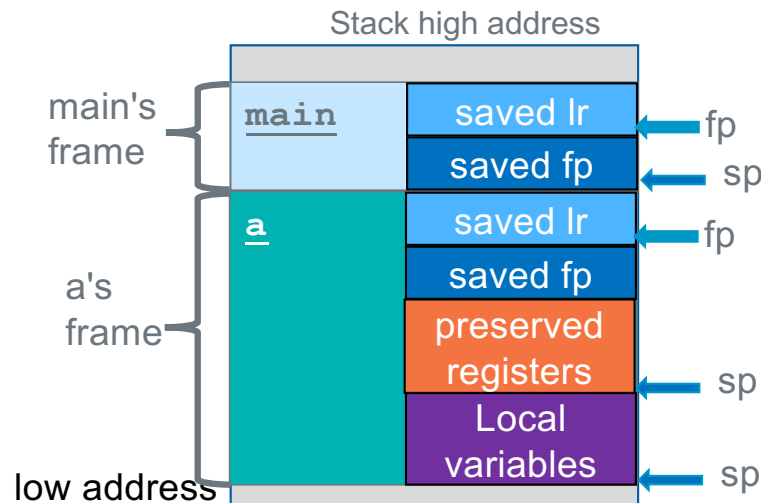 Stack high address
main's
frame
main
saved lr
fp
saved fp
sp
a's
frame
a
saved lr
fp
saved fp
preserved
registers
sp
Local
variables
sp
low address